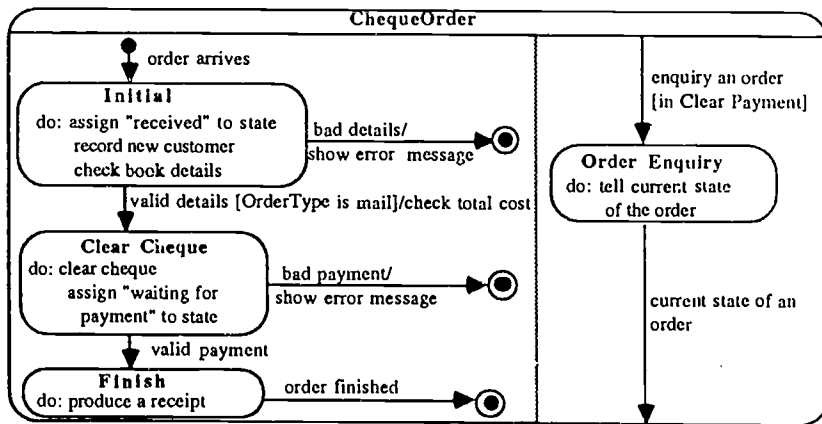 ChequeOrder
order arrives
Initial
do: assign "received" to state
record new customer
check book details
bad details/
show error message
valid details [OrderType is mail]/check total cost
Clear Cheque
do: clear cheque
assign "waiting for
payment" to state
bad payment/
show error message
valid payment
Finish
do: produce a receipt
order finished
enquiry an order
[in Clear Payment]
Order Enquiry
do: tell current state
of the order
current state of an
order